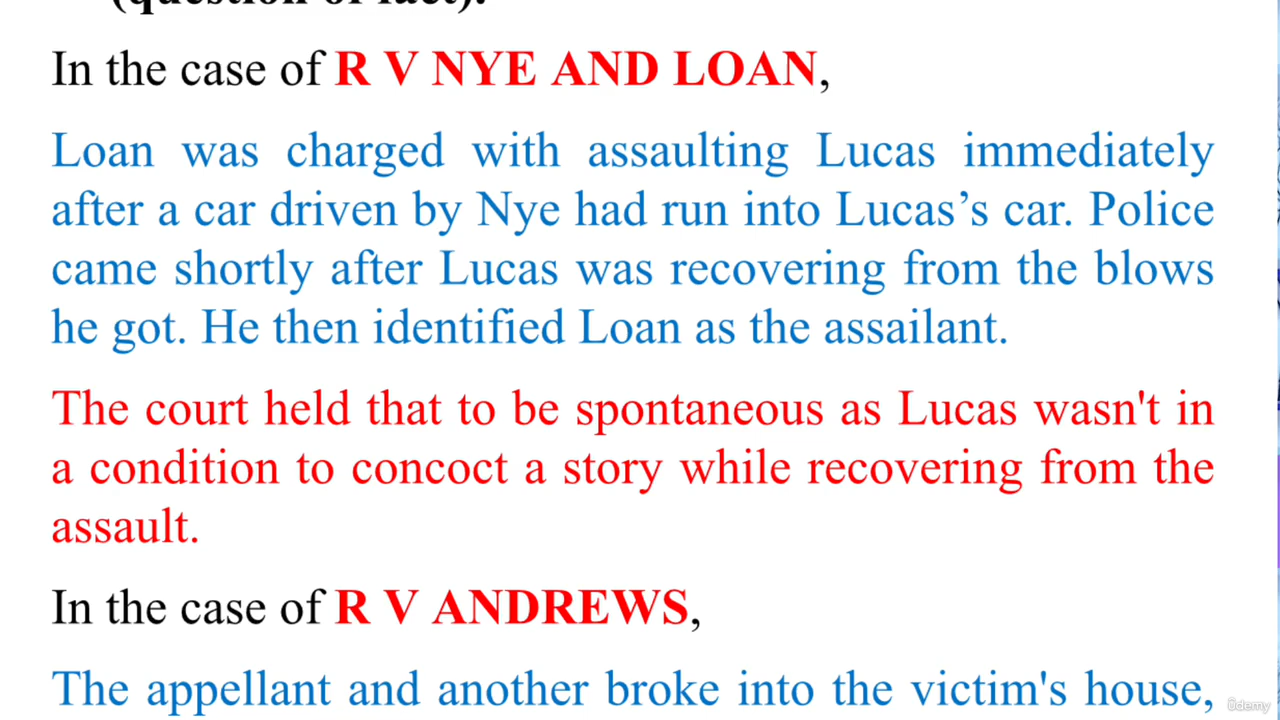 (question of fact).
In the case of R V NYE AND LOAN,
Loan was charged with assaulting Lucas immediately
after a car driven by Nye had run into Lucas’s car. Police
came shortly after Lucas was recovering from the blows
he got. He then identified Loan as the assailant.
The court held that to be spontaneous as Lucas wasn't in
a condition to concoct a story while recovering from the
assault.
In the case of R V ANDREWS,
The appellant and another broke into the victim's house,
Udemy